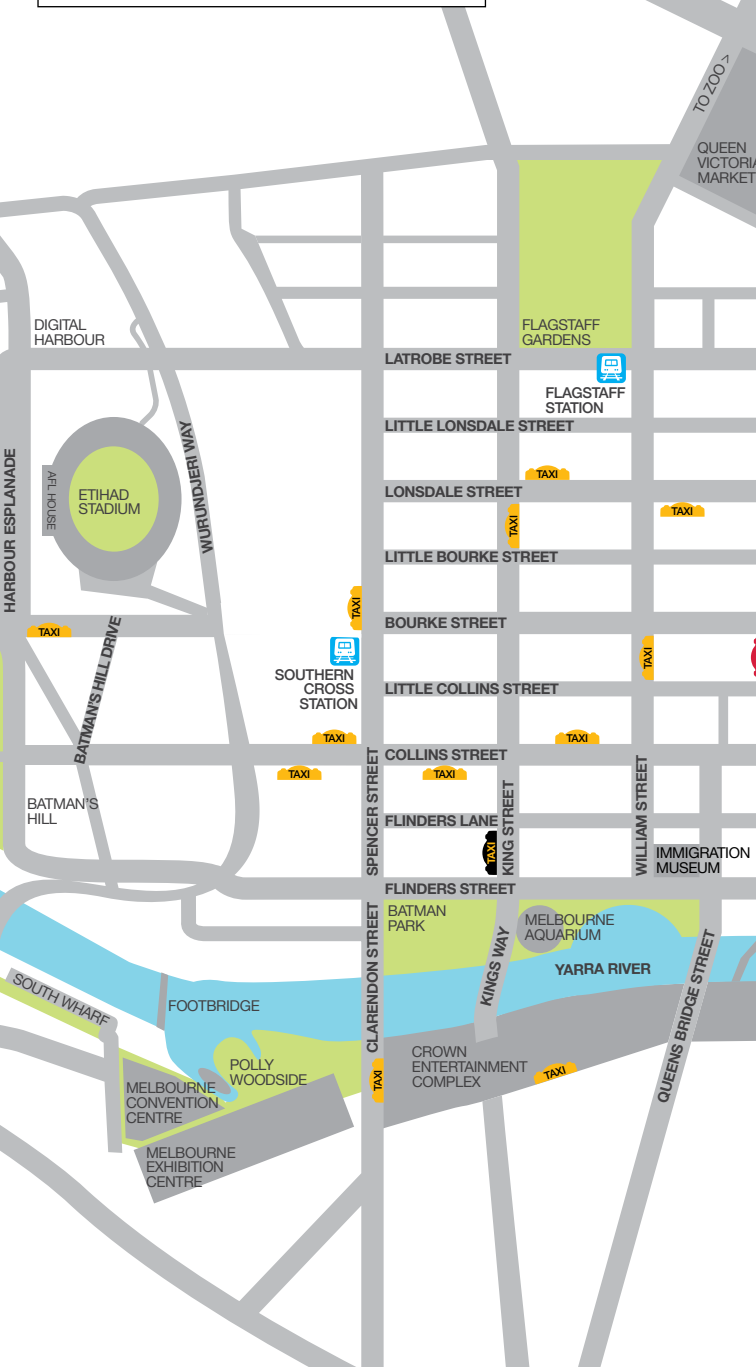 TO ZOO >
QUEEN
VICTORIA
MARKET
DIGITAL
HARBOUR
FLAGSTAFF
GARDENS
LATROBE STREET
FLAGSTAFF
STATION
LITTLE LONSDALE STREET
WURUNDJERI WAY
HARBOUR ESPLANADE
AFL HOUSE
ETIHAD
STADIUM
TAXI
LONSDALE STREET
TAXI
TAXI
LITTLE BOURKE STREET
TAXI
BOURKE STREET
TAXI
BATMAN'S HILL DRIVE
TAXI
SOUTHERN
CROSS
STATION
LITTLE COLLINS STREET
TAXI
TAXI
COLLINS STREET
TAXI
TAXI
SPENCER STREET
KING STREET
WILLIAM STREET
BATMAN'S
HILL
FLINDERS LANE
TAXI
IMMIGRATION
MUSEUM
FLINDERS STREET
BATMAN
PARK
MELBOURNE
AQUARIUM
CLARENDON STREET
KINGS WAY
QUEENS BRIDGE STREET
YARRA RIVER
SOUTH WHARF
FOOTBRIDGE
POLLY
WOODSIDE
CROWN
ENTERTAINMENT
COMPLEX
TAXI
TAXI
MELBOURNE
CONVENTION
CENTRE
MELBOURNE
EXHIBITION
CENTRE